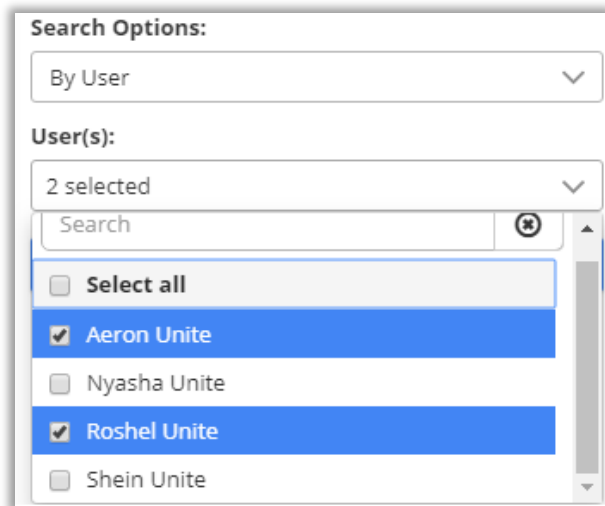 Search Options:
By User
User(s):
2 selected
Search
Select all
Aeron Unite
Nyasha Unite
Roshel Unite
Shein Unite